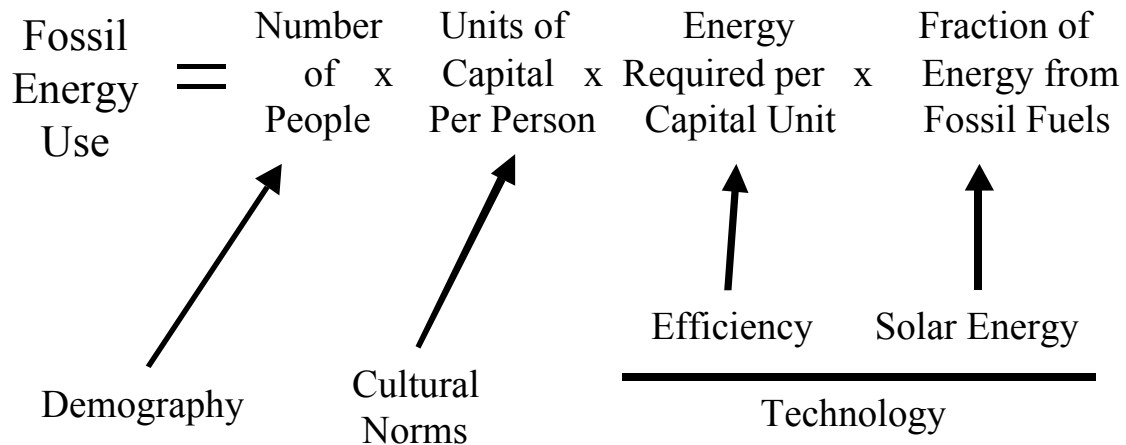 Fossil
Energy
Use
=
Number
of
People
x
Units of
Capital
Per Person
x
Energy
Required per
Capital Unit
x
Fraction of
Energy from
Fossil Fuels
Demography
Cultural
Norms
Efficiency
Solar Energy
Technology